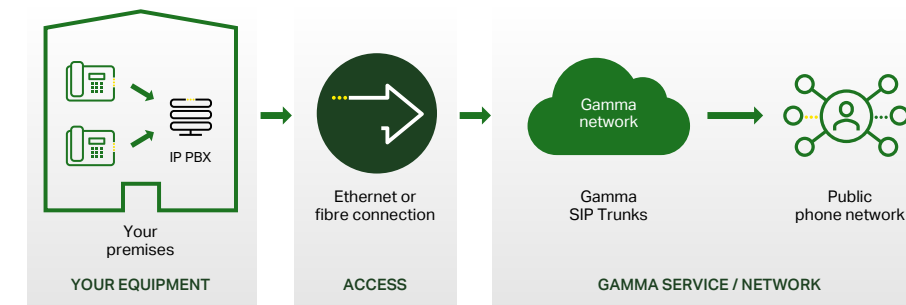 IP PBX
Your
premises
YOUR EQUIPMENT
Ethernet or
fibre connection
ACCESS
Gamma
network
Gamma
SIP Trunks
Public
phone network
GAMMA SERVICE / NETWORK